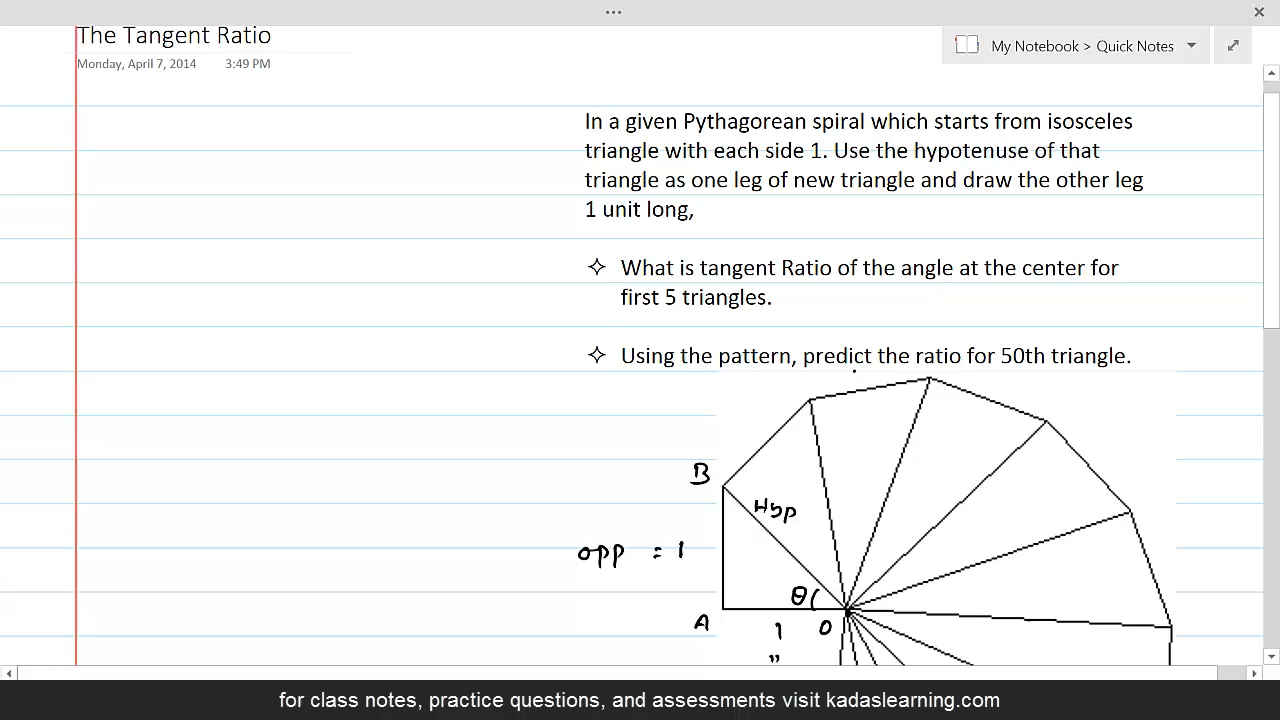 The Tangent Ratio
Monday, April 7, 2014 3:49 PM
My Notebook > Quick Notes
In a given Pythagorean spiral which starts from isosceles
triangle with each side 1. Use the hypotenuse of that
triangle as one leg of new triangle and draw the other leg
1 unit long,
What is tangent Ratio of the angle at the center for
first 5 triangles.
Using the pattern, predict the ratio for 50th triangle.
B
Hyp
opp = 1
θ
A
1
O
"
for class notes, practice questions, and assessments visit kadaslearning.com